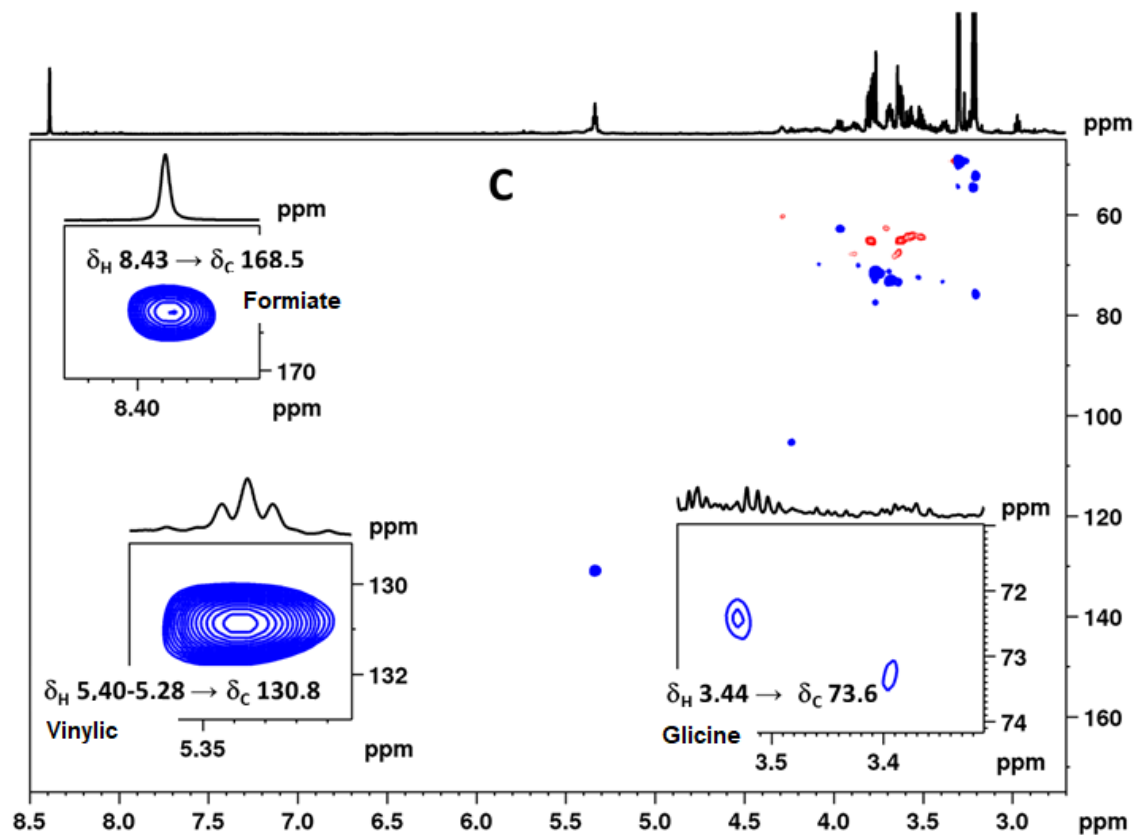 ppm
C
60
80
100
120
140
160
ppm
δH 8.43 → δC 168.5
Formiate
170
8.40
ppm
ppm
130
132
δH 5,40-5.28 → δC 130.8
Vinylic
5.35
ppm
ppm
72
73
74
δH 3.44 → δC 73.6
Glicine
3.5
3.4
ppm
8.5 8.0 7.5 7.0 6.5 6.0 5.5 5.0 4.5 4.0 3.5 3.0 ppm